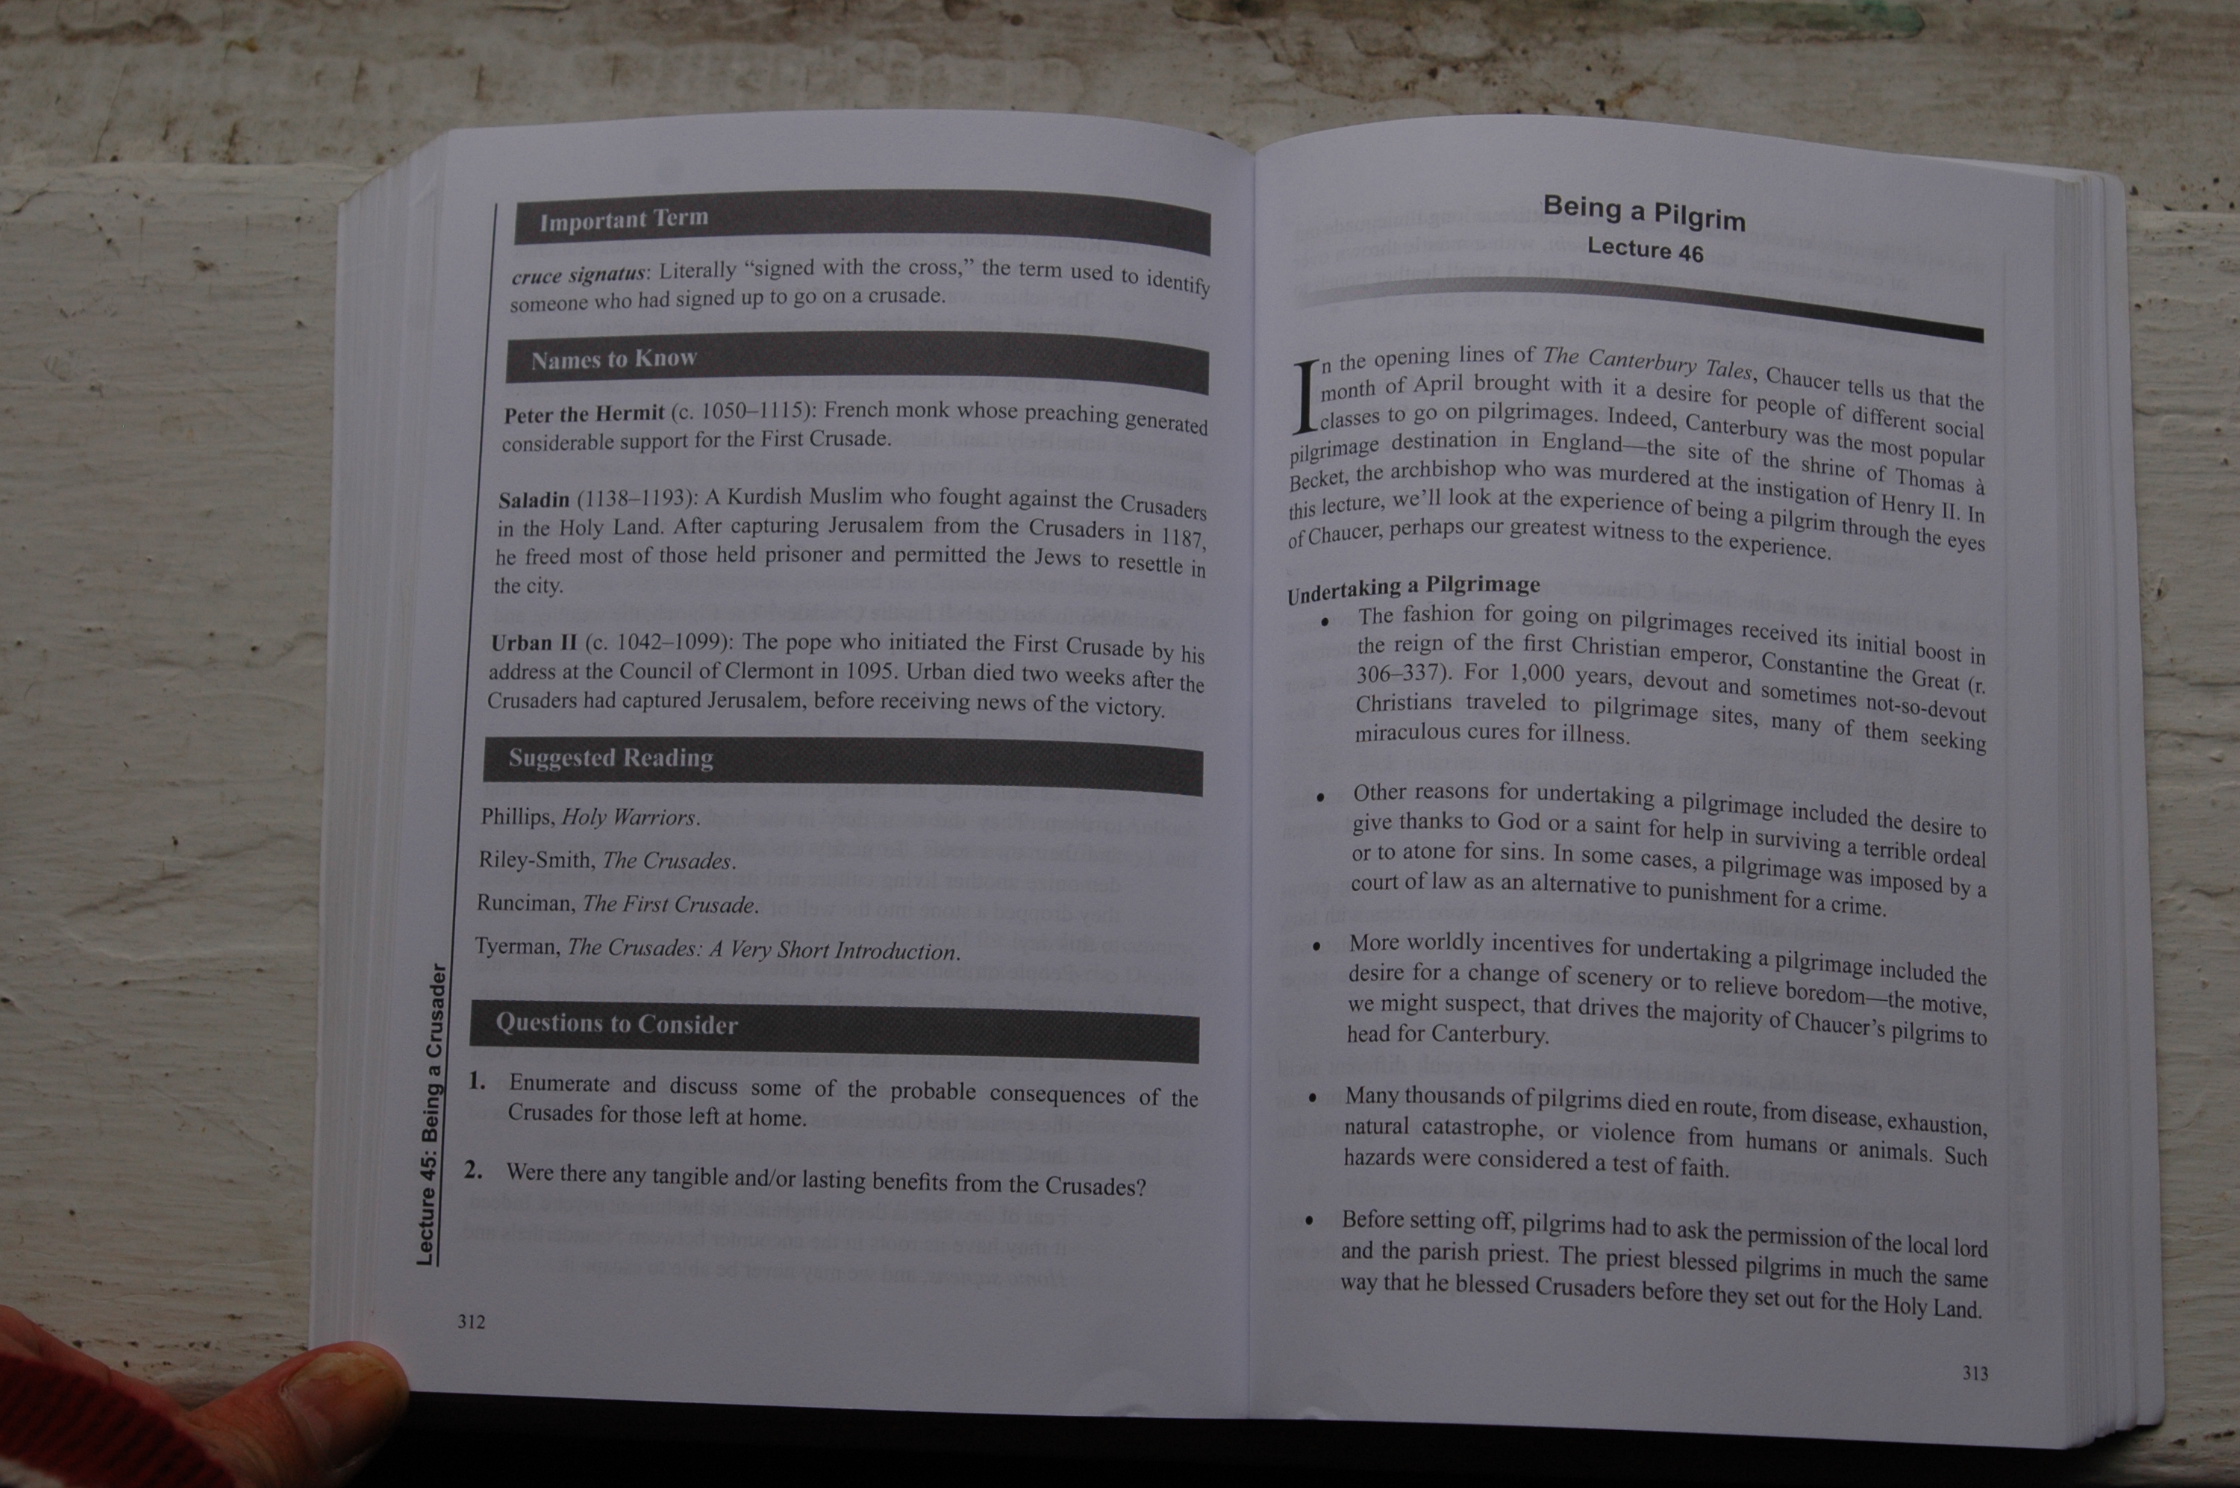 Important Term
cruce signatus: Literally “signed with the cross,” the term used to identify
someone who had signed up to go on a crusade.
Names to Know
Peter the Hermit (c. 1050–1115): French monk whose preaching generated
considerable support for the First Crusade.
Saladin (1138–1193): A Kurdish Muslim who fought against the Crusaders
in the Holy Land. After capturing Jerusalem from the Crusaders in 1187,
he freed most of those held prisoner and permitted the Jews to resettle in
the city.
Urban II (c. 1042–1099): The pope who initiated the First Crusade by his
address at the Council of Clermont in 1095. Urban died two weeks after the
Crusaders had captured Jerusalem, before receiving news of the victory.
Suggested Reading
Phillips, Holy Warriors.
Riley-Smith, The Crusades.
Runciman, The First Crusade.
Tyerman, The Crusades: A Very Short Introduction.
Questions to Consider
1. Enumerate and discuss some of the probable consequences of the
Crusades for those left at home.
2. Were there any tangible and/or lasting benefits from the Crusades?
Lecture 45: Being a Crusader
312
Being a Pilgrim
Lecture 46
In the opening lines of The Canterbury Tales, Chaucer tells us that the
month of April brought with it a desire for people of different social
classes to go on pilgrimages. Indeed, Canterbury was the most popular
pilgrimage destination in England—the site of the shrine of Thomas à
Becket, the archbishop who was murdered at the instigation of Henry II. In
this lecture, we’ll look at the experience of being a pilgrim through the eyes
of Chaucer, perhaps our greatest witness to the experience.
Undertaking a Pilgrimage
• The fashion for going on pilgrimages received its initial boost in
the reign of the first Christian emperor, Constantine the Great (r.
306–337). For 1,000 years, devout and sometimes not-so-devout
Christians traveled to pilgrimage sites, many of them seeking
miraculous cures for illness.
• Other reasons for undertaking a pilgrimage included the desire to
give thanks to God or a saint for help in surviving a terrible ordeal
or to atone for sins. In some cases, a pilgrimage was imposed by a
court of law as an alternative to punishment for a crime.
• More worldly incentives for undertaking a pilgrimage included the
desire for a change of scenery or to relieve boredom—the motive,
we might suspect, that drives the majority of Chaucer’s pilgrims to
head for Canterbury.
• Many thousands of pilgrims died en route, from disease, exhaustion,
natural catastrophe, or violence from humans or animals. Such
hazards were considered a test of faith.
• Before setting off, pilgrims had to ask the permission of the local lord
and the parish priest. The priest blessed pilgrims in much the same
way that he blessed Crusaders before they set out for the Holy Land.
313